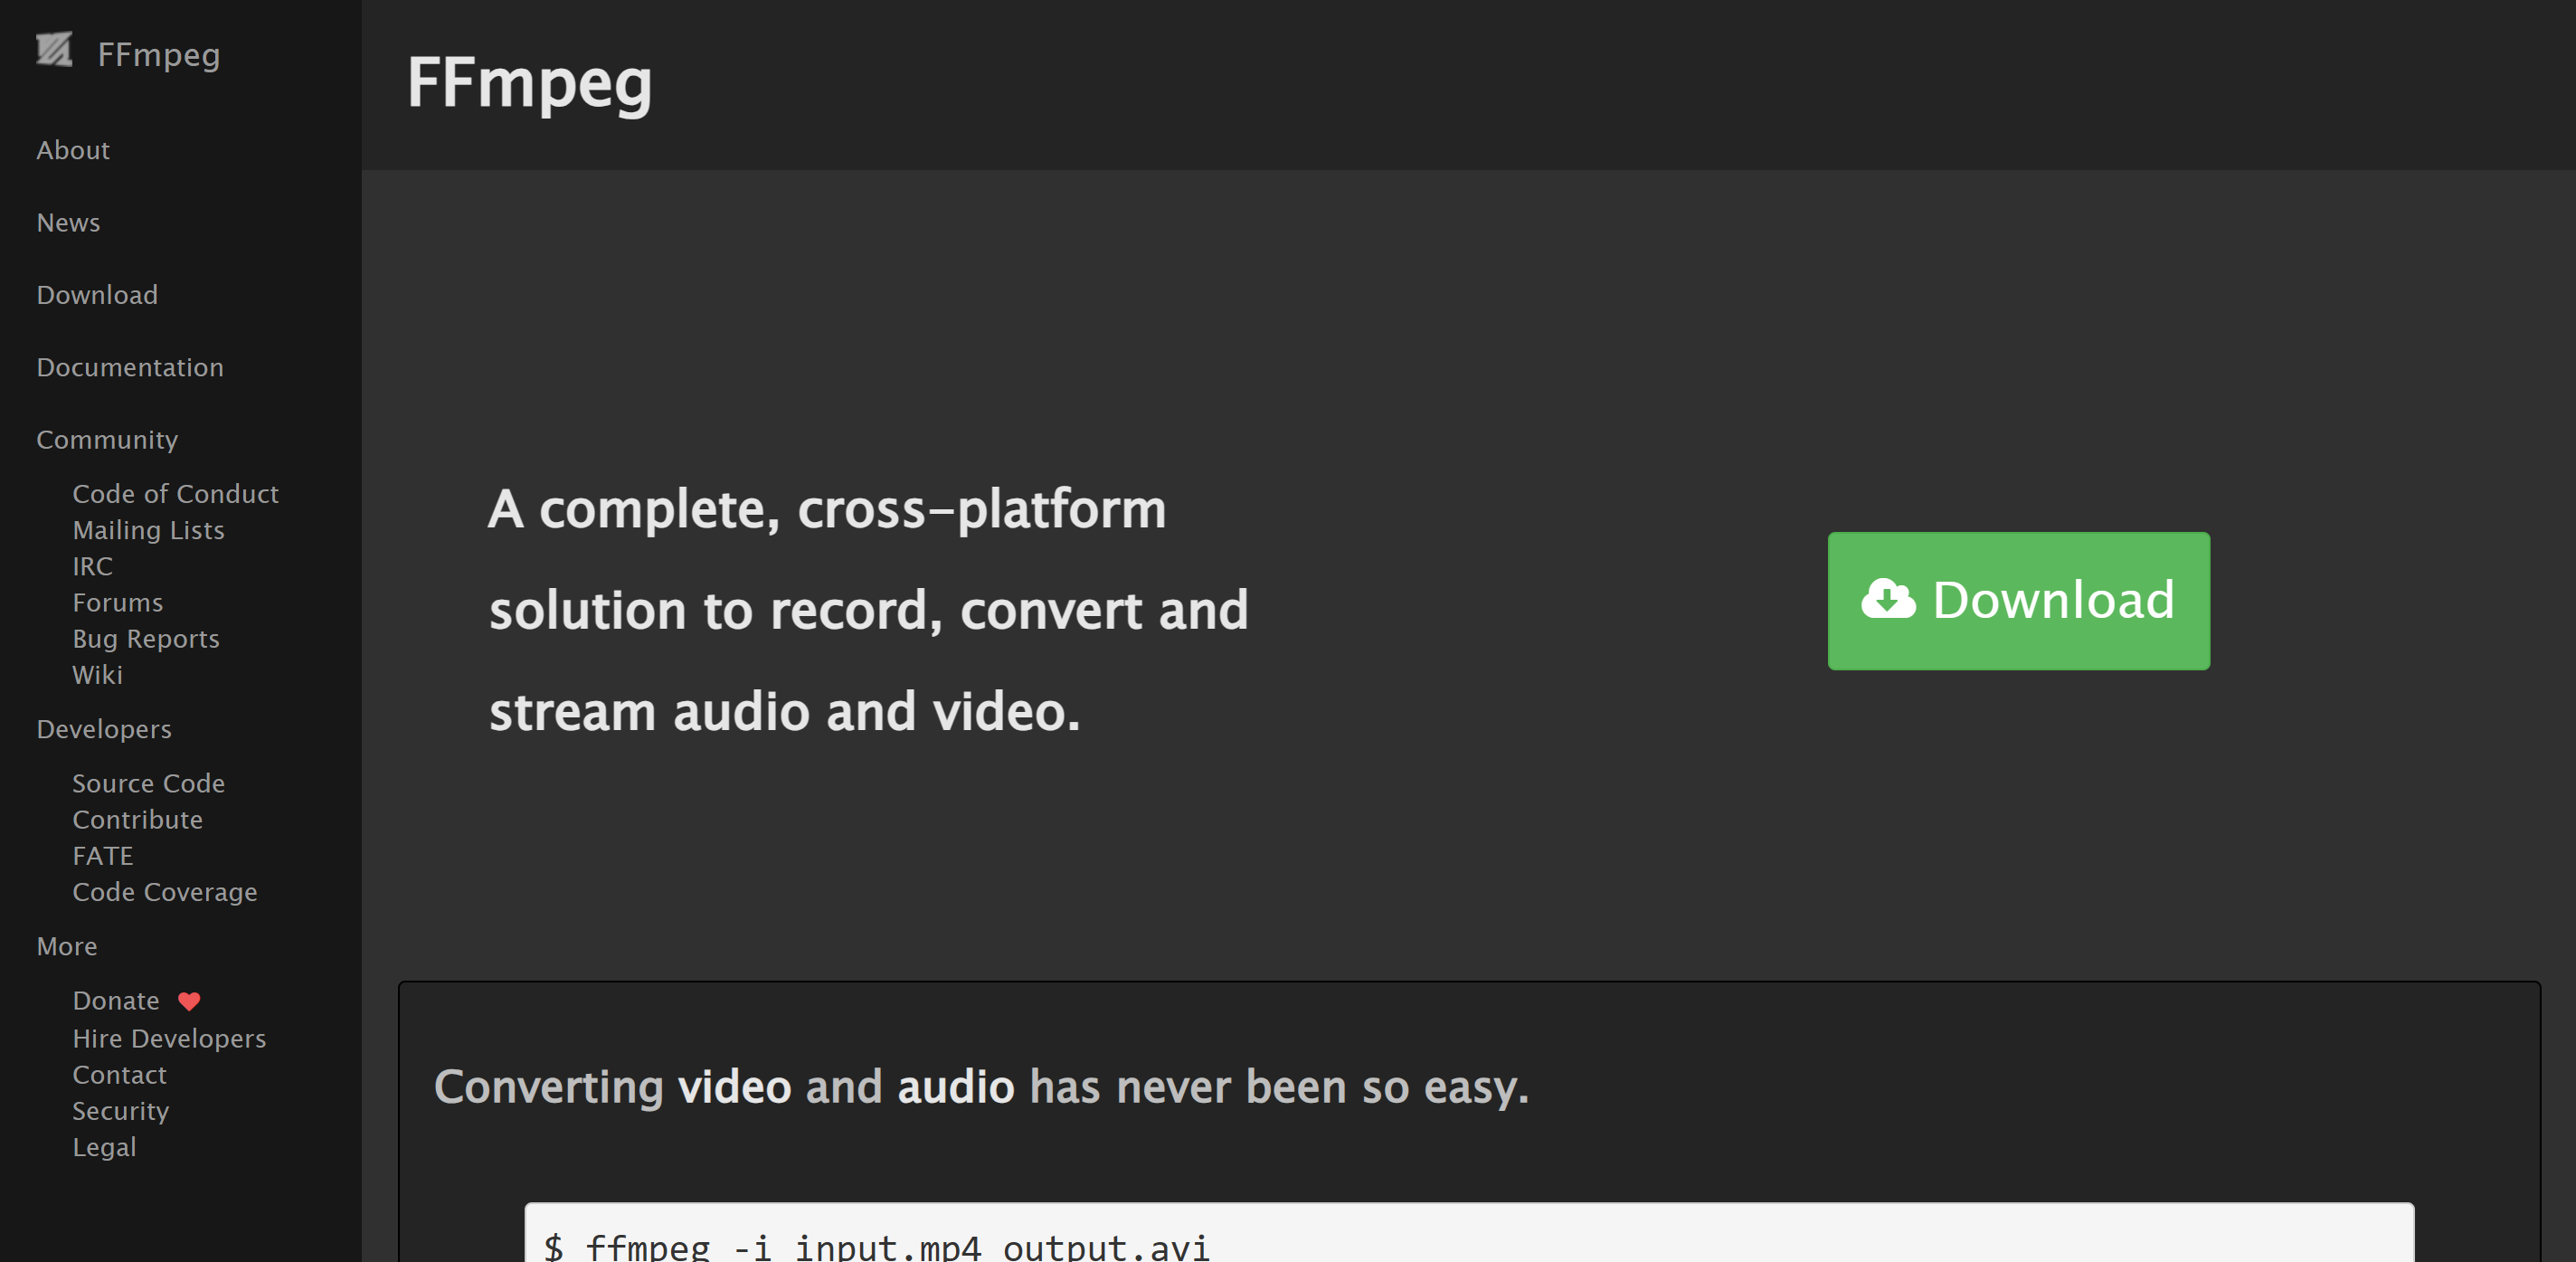 FFmpeg
About
News
Download
Documentation
Community
Code of Conduct
Mailing Lists
IRC
Forums
Bug Reports
Wiki
Developers
Source Code
Contribute
FATE
Code Coverage
More
Donate
Hire Developers
Contact
Security
Legal
FFmpeg
A complete, cross-platform
solution to record, convert and
stream audio and video.
Download
Converting video and audio has never been so easy.
$ ffmpeg -i input.mp4 output.avi